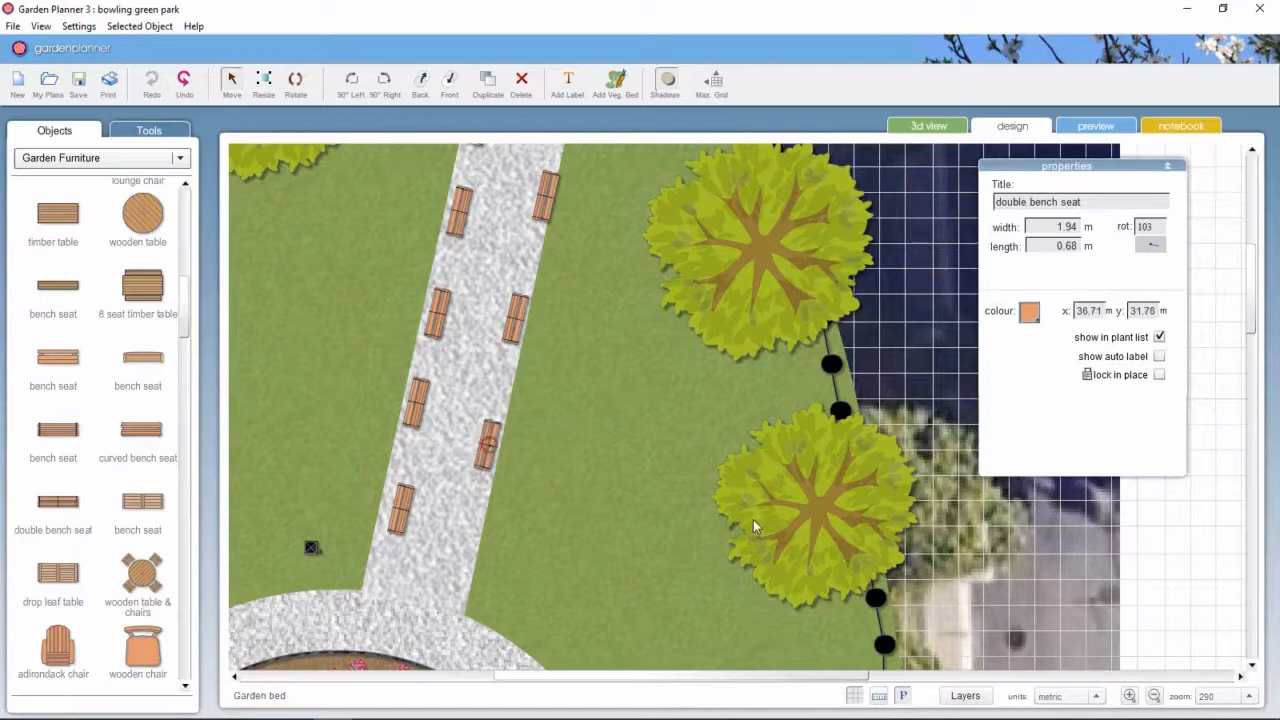 Garden Planner 3 : bowling green park
File View Settings Selected Object Help
gardenplanner
New My Plans Save Print Redo Undo Move Resize Rotate 90° Left 90° Right Back Front Duplicate Delete Add Label Add Veg. Bed Shadows Max. Grid
Objects Tools
3d view design preview notebook
Garden Furniture
lounge chair
timber table wooden table
bench seat 8 seat timber table
bench seat bench seat
bench seat curved bench seat
double bench seat bench seat
drop leaf table wooden table &
chairs
adirondack chair wooden chair
properties
Title:
double bench seat
width: 1.94 m rot: 103
length: 0.68 m
colour: x: 36.71 m y: 31.76 m
show in plant list
show auto label
lock in place
Garden bed
P Layers units: metric zoom: 290